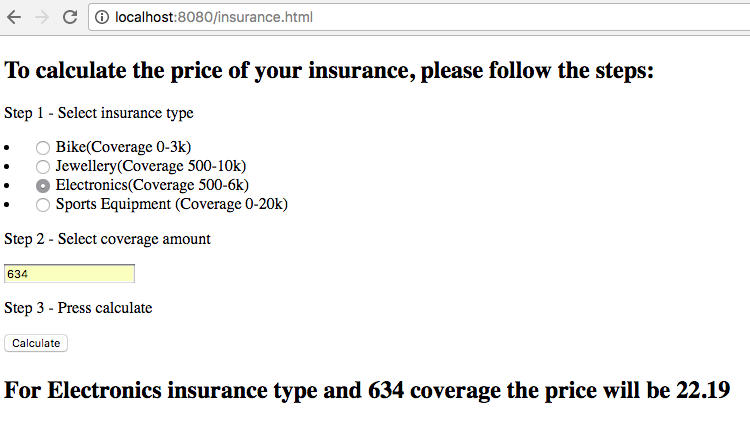 localhost:8080/insurance.html
To calculate the price of your insurance, please follow the steps:
Step 1 - Select insurance type
Bike(Coverage 0-3k)
Jewellery(Coverage 500-10k)
Electronics(Coverage 500-6k)
Sports Equipment (Coverage 0-20k)
Step 2 - Select coverage amount
634
Step 3 - Press calculate
Calculate
For Electronics insurance type and 634 coverage the price will be 22.19